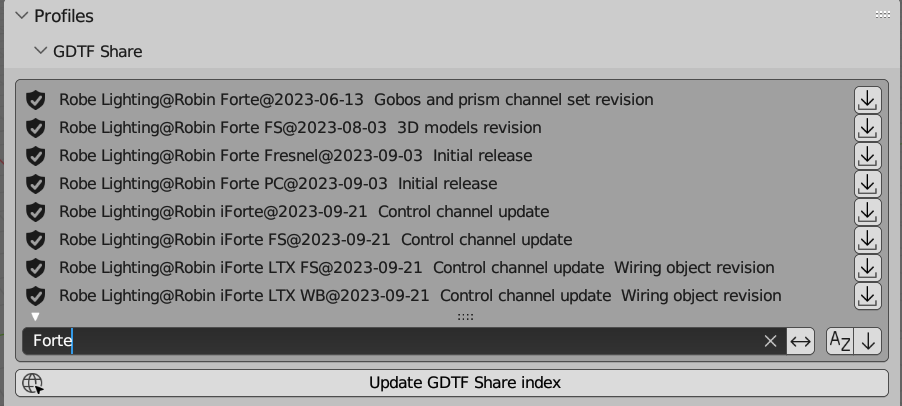 Profiles
GDTF Share
Robe Lighting@Robin Forte@2023-06-13 Gobos and prism channel set revision
Robe Lighting@Robin Forte FS@2023-08-03 3D models revision
Robe Lighting@Robin Forte Fresnel@2023-09-03 Initial release
Robe Lighting@Robin Forte PC@2023-09-03 Initial release
Robe Lighting@Robin iForte@2023-09-21 Control channel update
Robe Lighting@Robin iForte FS@2023-09-21 Control channel update
Robe Lighting@Robin iForte LTX FS@2023-09-21 Control channel update Wiring object revision
Robe Lighting@Robin iForte LTX WB@2023-09-21 Control channel update Wiring object revision
Forte AZ
Update GDTF Share index